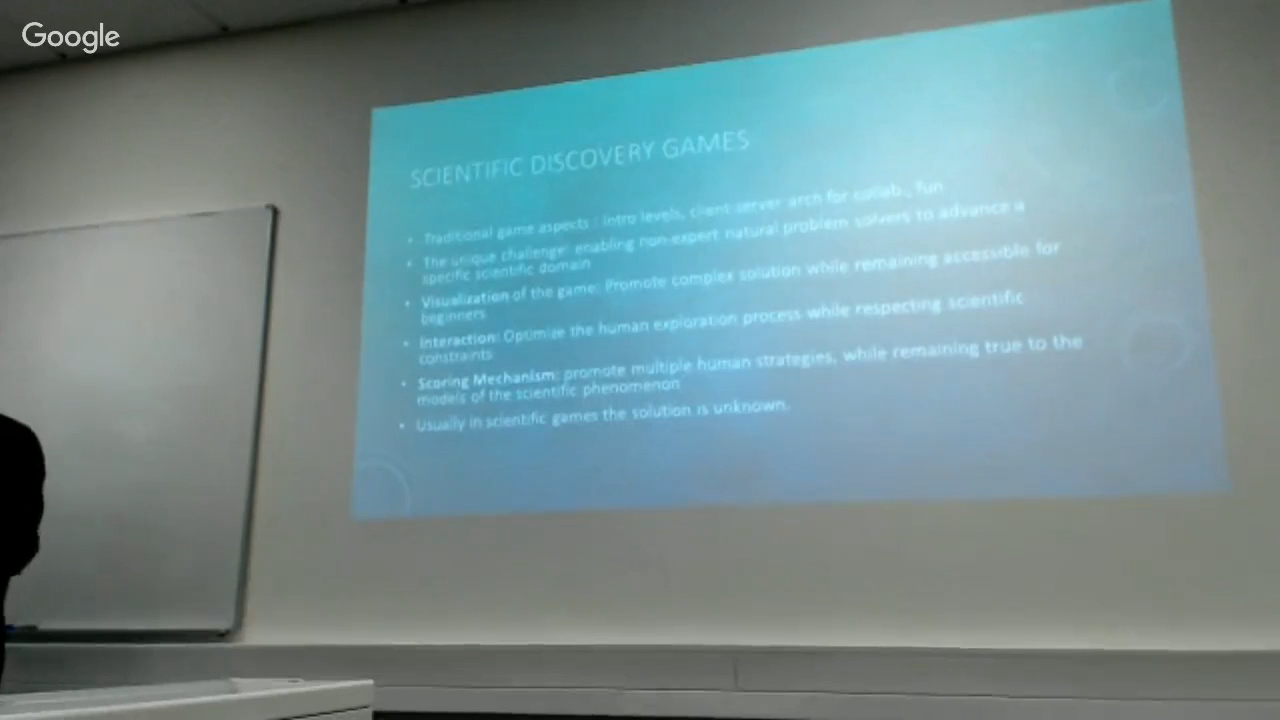 Google
SCIENTIFIC DISCOVERY GAMES
• Traditional game aspects : Intro levels, client-server arch for collab., fun
• The unique challenge: enabling non-expert natural problem solvers to advance a
specific scientific domain
• Visualization of the game: Promote complex solution while remaining accessible for
beginners
• Interaction: Optimize the human exploration process while respecting scientific
constraints
• Scoring Mechanism: promote multiple human strategies, while remaining true to the
models of the scientific phenomenon
• Usually in scientific games the solution is unknown.